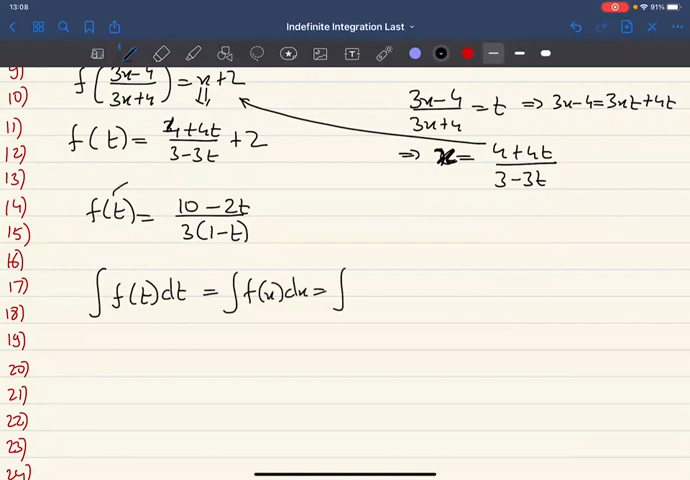 13:08
91%
Indefinite Integration Last
9)
10) f(3x-4/3x+4) = x+2
3x-4/3x+4 = t ⇒ 3x-4=3xt+4t
11)
12) f(t) = 4+4t/3-3t + 2
⇒ x = 4+4t/3-3t
13)
14)
15) f(t) = 10-2t/3(1-t)
16)
17)
18) ∫f(t)dt = ∫f(x)dx = ∫
19)
20)
21)
22)
23)
24)